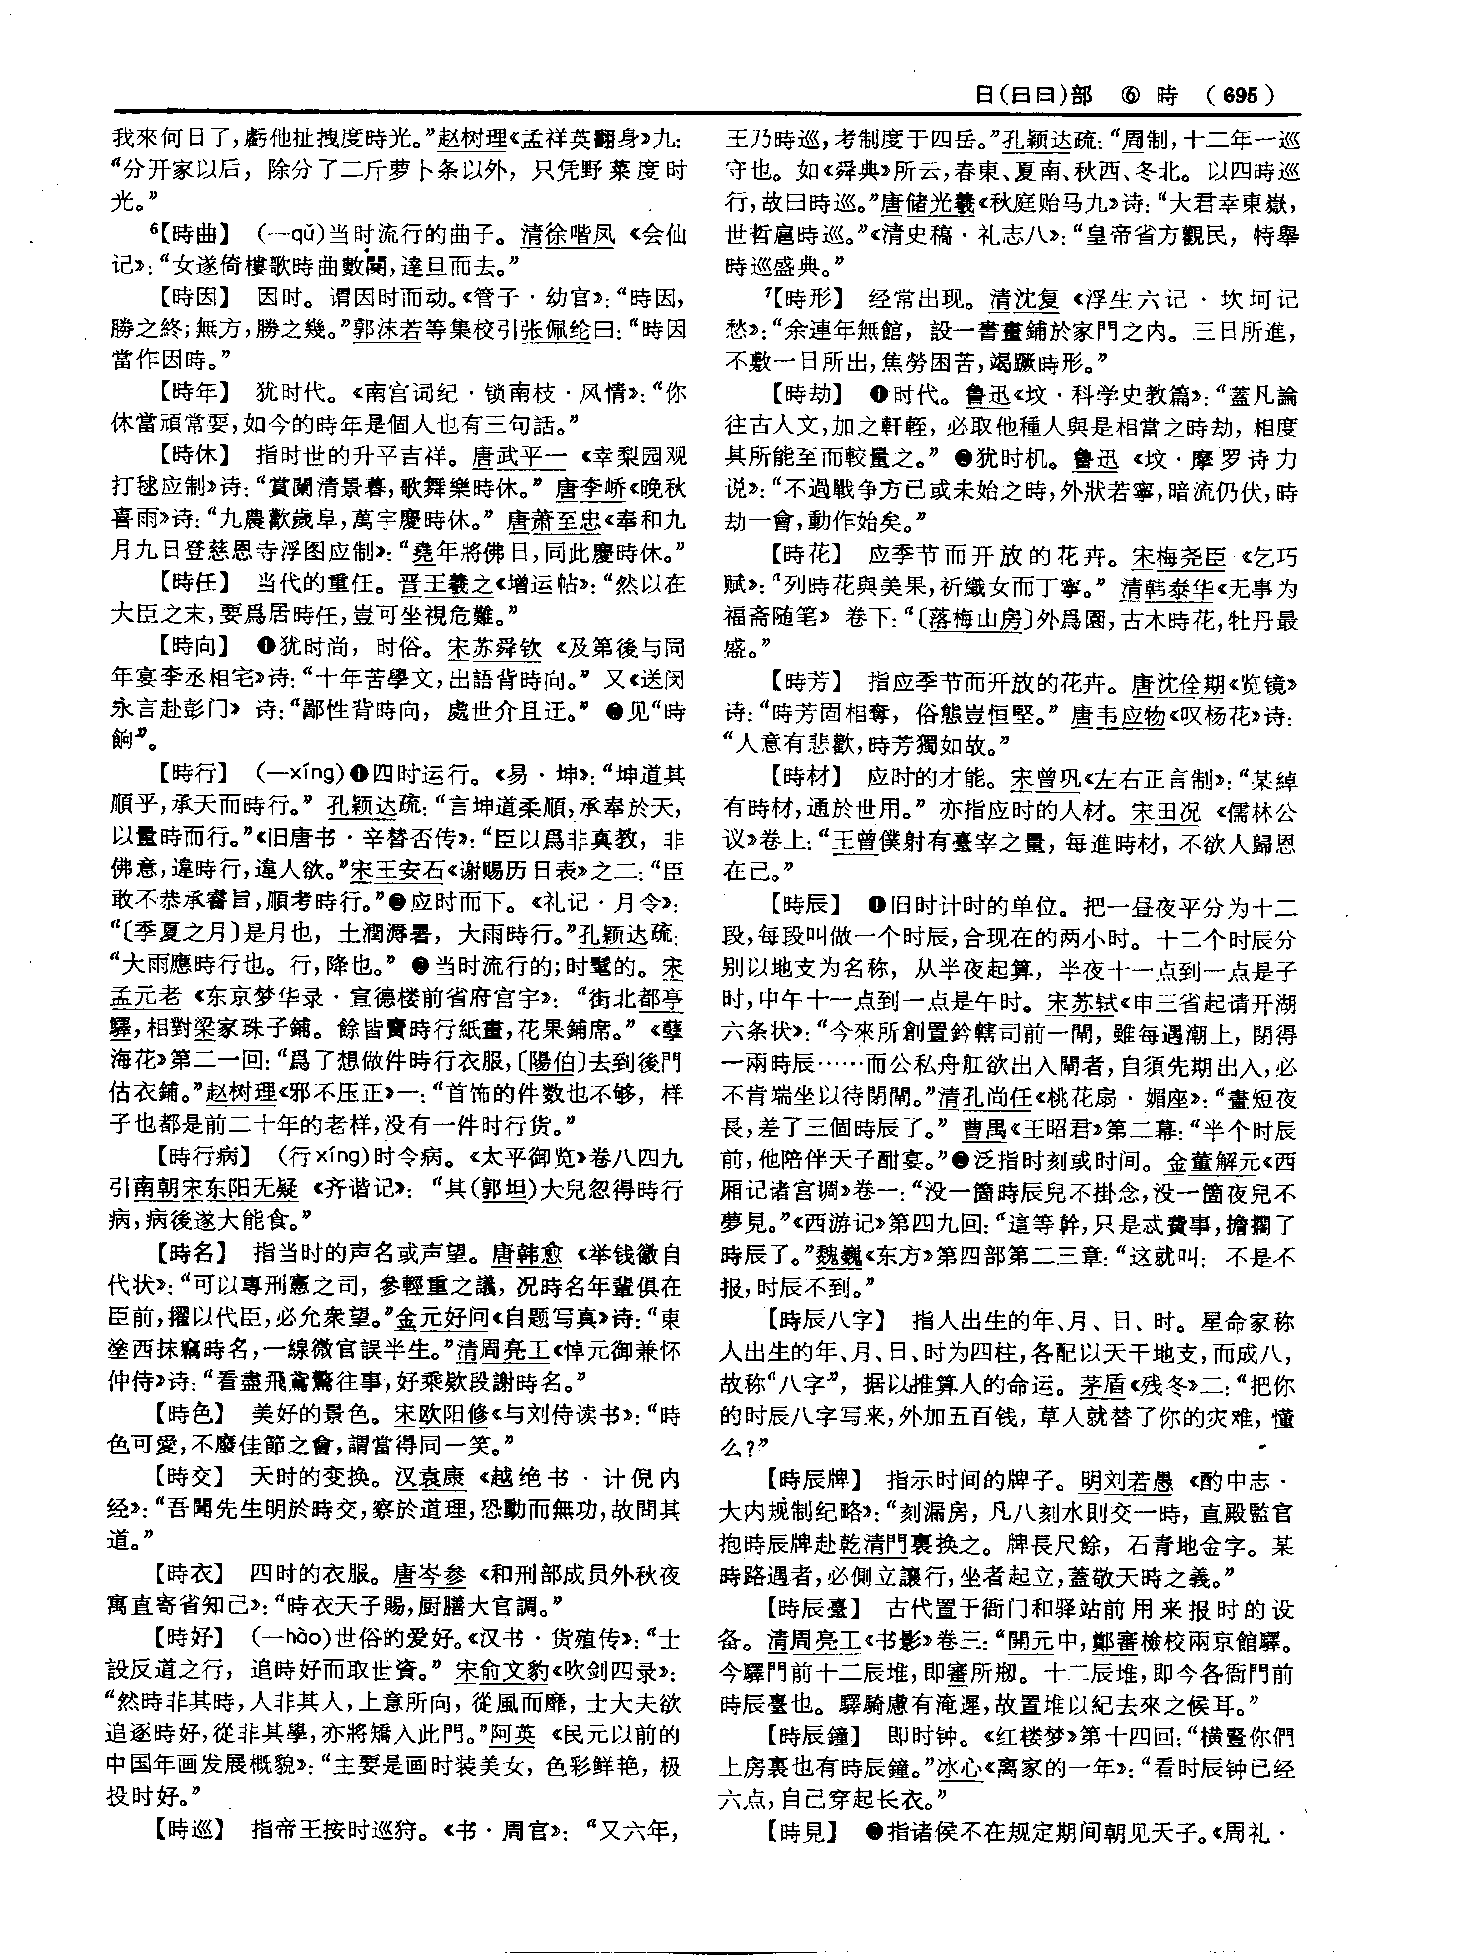 日(日曰)部　⑥　時　(695)
我來何日了，虧他扯拽度時光。”赵树理《孟祥英翻身》九：
“分开家以后，除分了二斤萝卜条以外，只凭野菜度时
光。”
⁶【時曲】　(一qǔ)当时流行的曲子。清徐喈凤《会仙
记》：“女遂倚樓歌時曲數闋，達旦而去。”
【時因】　因时。谓因时而动。《管子·幼官》：“時因，
勝之終；無方，勝之幾。”郭沫若等集校引张佩纶曰：“時因
當作因時。”
【時年】　犹时代。《南宫词纪·锁南枝·风情》：“你
休當頑常耍，如今的時年是個人也有三句話。”
【時休】　指时世的升平吉祥。唐武平一《幸梨园观
打毬应制》诗：“賞闌清景暮，歌舞樂時休。”唐李峤《晚秋
喜雨》诗：“九農歡歲阜，萬宇慶時休。”唐萧至忠《奉和九
月九日登慈恩寺浮图应制》：“堯年將佛日，同此慶時休。”
【時任】　当代的重任。晋王羲之《增运帖》：“然以在
大臣之末，要爲居時任，豈可坐視危難。”
【時向】　❶犹时尚，时俗。宋苏舜钦《及第後与同
年宴李丞相宅》诗：“十年苦學文，出語背時向。”又《送闵
永言赴彭门》诗：“鄙性背時向，處世介且迂。”❷见“時
餉”。
【時行】　(一xíng)❶四时运行。《易·坤》：“坤道其
順乎，承天而時行。”孔颖达疏：“言坤道柔順，承奉於天，
以量時而行。”《旧唐书·辛替否传》：“臣以爲非真教，非
佛意，違時行，違人欲。”宋王安石《谢赐历日表》之二：“臣
敢不恭承睿旨，順考時行。”❷应时而下。《礼记·月令》：
“〔季夏之月〕是月也，土潤溽暑，大雨時行。”孔颖达疏：
“大雨應時行也。行，降也。”❸当时流行的；时髦的。宋
孟元老《东京梦华录·宣德楼前省府宫宇》：“街北都亭
驛，相對梁家珠子鋪。餘皆賣時行紙畫，花果鋪席。”《孽
海花》第二一回：“爲了想做件時行衣服，〔陽伯〕去到後門
估衣鋪。”赵树理《邪不压正》一：“首饰的件数也不够，样
子也都是前二十年的老样，没有一件时行货。”
【時行病】　(行xíng)时令病。《太平御览》卷八四九
引南朝宋东阳无疑《齐谐记》：“其(郭坦)大兒忽得時行
病，病後遂大能食。”
【時名】　指当时的声名或声望。唐韩愈《举钱徽自
代状》：“可以專刑憲之司，參輕重之議，况時名年輩俱在
臣前，擢以代臣，必允衆望。”金元好问《自题写真》诗：“東
塗西抹竊時名，一線微官誤半生。”清周亮工《悼元御兼怀
仲侍》诗：“看盡飛鳶驚往事，好乘欵段謝時名。”
【時色】　美好的景色。宋欧阳修《与刘侍读书》：“時
色可愛，不廢佳節之會，謂當得同一笑。”
【時交】　天时的变换。汉袁康《越绝书·计倪内
经》：“吾聞先生明於時交，察於道理，恐動而無功，故問其
道。”
【時衣】　四时的衣服。唐岑参《和刑部成员外秋夜
寓直寄省知己》：“時衣天子賜，厨膳大官調。”
【時好】　(一hào)世俗的爱好。《汉书·货殖传》：“士
設反道之行，追時好而取世資。”宋俞文豹《吹剑四录》：
“然時非其時，人非其人，上意所向，從風而靡，士大夫欲
追逐時好，從非其學，亦將矯入此門。”阿英《民元以前的
中国年画发展概貌》：“主要是画时装美女，色彩鲜艳，极
投时好。”
【時巡】　指帝王按时巡狩。《书·周官》：“又六年，
王乃時巡，考制度于四岳。”孔颖达疏：“周制，十二年一巡
守也。如《舜典》所云，春東、夏南、秋西、冬北。以四時巡
行，故曰時巡。”唐储光羲《秋庭贻马九》诗：“大君幸東嶽，
世哲扈時巡。”《清史稿·礼志八》：“皇帝省方觀民，特舉
時巡盛典。”
⁷【時形】　经常出现。清沈复《浮生六记·坎坷记
愁》：“余連年無館，設一書畫鋪於家門之内。三日所進，
不敷一日所出，焦勞困苦，竭蹶時形。”
【時劫】　❶时代。鲁迅《坟·科学史教篇》：“蓋凡論
往古人文，加之軒輊，必取他種人與是相當之時劫，相度
其所能至而較量之。”❷犹时机。鲁迅《坟·摩罗诗力
说》：“不過戰争方已或未始之時，外狀若寧，暗流仍伏，時
劫一會，動作始矣。”
【時花】　应季节而开放的花卉。宋梅尧臣《乞巧
赋》：“列時花與美果，祈織女而丁寧。”清韩泰华《无事为
福斋随笔》卷下：“〔落梅山房〕外爲園，古木時花，牡丹最
盛。”
【時芳】　指应季节而开放的花卉。唐沈佺期《览镜》
诗：“時芳固相奪，俗態豈恒堅。”唐韦应物《叹杨花》诗：
“人意有悲歡，時芳獨如故。”
【時材】　应时的才能。宋曾巩《左右正言制》：“某綽
有時材，通於世用。”亦指应时的人材。宋田况《儒林公
议》卷上：“王曾僕射有臺宰之量，每進時材，不欲人歸恩
在己。”
【時辰】　❶旧时计时的单位。把一昼夜平分为十二
段，每段叫做一个时辰，合现在的两小时。十二个时辰分
别以地支为名称，从半夜起算，半夜十一点到一点是子
时，中午十一点到一点是午时。宋苏轼《申三省起请开湖
六条状》：“今來所創置鈐轄司前一閘，雖每遇潮上，閉得
一兩時辰……而公私舟舡欲出入閘者，自須先期出入，必
不肯端坐以待閉閘。”清孔尚任《桃花扇·媚座》：“晝短夜
長，差了三個時辰了。”曹禺《王昭君》第二幕：“半个时辰
前，他陪伴天子酣宴。”❷泛指时刻或时间。金董解元《西
厢记诸宫调》卷一：“没一箇時辰兒不掛念，没一箇夜兒不
夢見。”《西游记》第四九回：“這等幹，只是忒費事，擔擱了
時辰了。”魏巍《东方》第四部第二三章：“这就叫：不是不
报，时辰不到。”
【時辰八字】　指人出生的年、月、日、时。星命家称
人出生的年、月、日、时为四柱，各配以天干地支，而成八，
故称“八字”，据以推算人的命运。茅盾《残冬》二：“把你
的时辰八字写来，外加五百钱，草人就替了你的灾难，懂
么？”
【時辰牌】　指示时间的牌子。明刘若愚《酌中志·
大内规制纪略》：“刻漏房，凡八刻水則交一時，直殿監官
抱時辰牌赴乾清門裏换之。牌長尺餘，石青地金字。某
時路遇者，必側立讓行，坐者起立，蓋敬天時之義。”
【時辰臺】　古代置于衙门和驿站前用来报时的设
备。清周亮工《书影》卷三：“開元中，鄭審檢校兩京館驛。
今驛門前十二辰堆，即審所剏。十二辰堆，即今各衙門前
時辰臺也。驛騎慮有淹遲，故置堆以紀去來之候耳。”
【時辰鐘】　即时钟。《红楼梦》第十四回：“横豎你們
上房裏也有時辰鐘。”冰心《离家的一年》：“看时辰钟已经
六点，自己穿起长衣。”
【時見】　❶指诸侯不在规定期间朝见天子。《周礼·